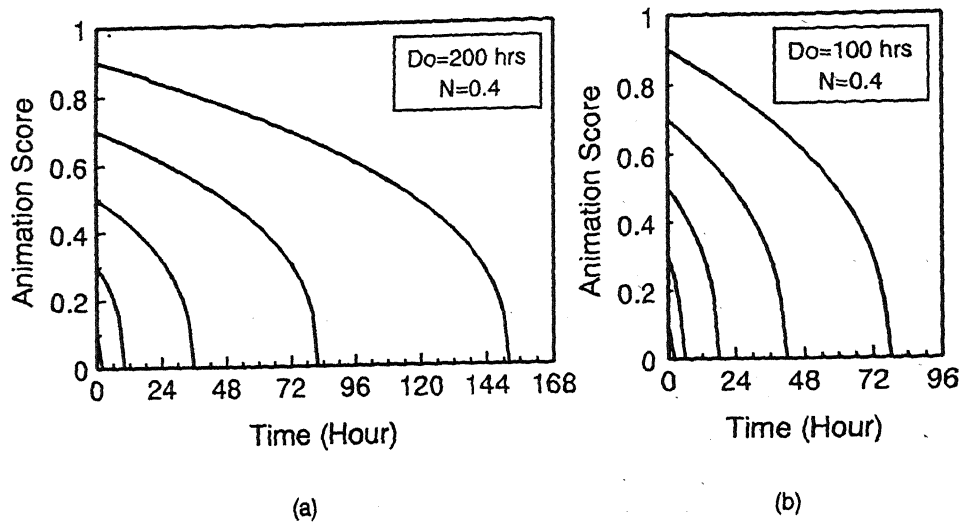 1
0.8
0.6
0.4
0.2
0
Animation Score
Do=200 hrs
N=0.4
0 24 48 72 96 120 144 168
Time (Hour)
(a)
1
0.8
0.6
0.4
0.2
0
Animation Score
Do=100 hrs
N=0.4
0 24 48 72 96
Time (Hour)
(b)